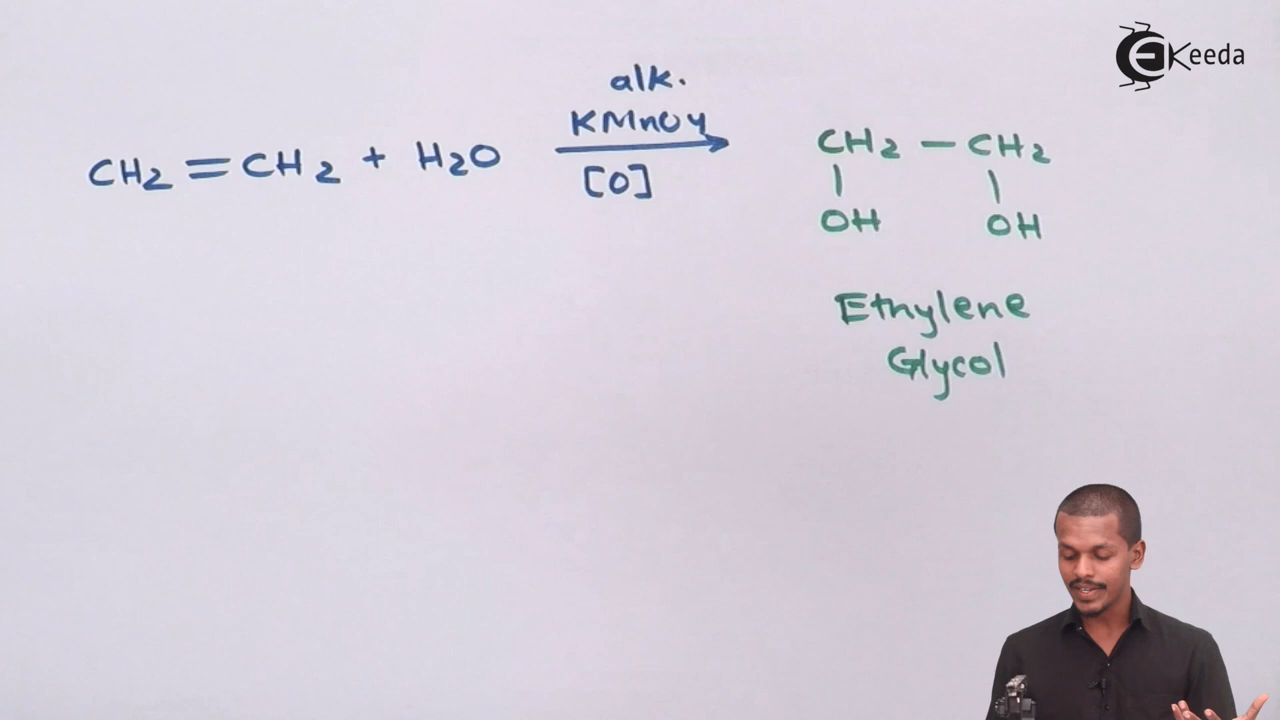 EKeeda
alk.
KMnO4
CH2=CH2 + H2O
[O]
CH2 — CH2
| |
OH OH
Ethylene
Glycol